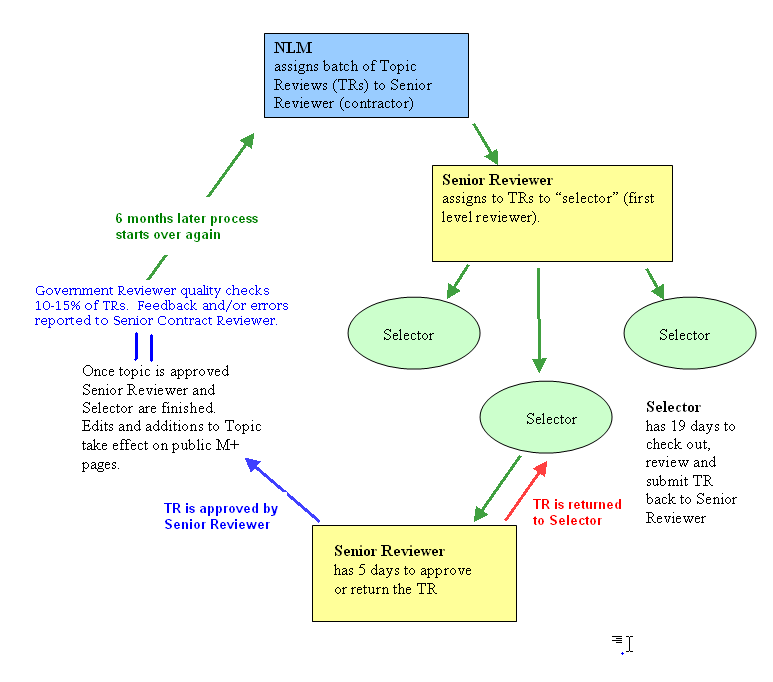 NLM
assigns batch of Topic
Reviews (TRs) to Senior
Reviewer (contractor)
Senior Reviewer
assigns to TRs to “selector” (first
level reviewer).
6 months later process
starts over again
Government Reviewer quality checks
10-15% of TRs.  Feedback and/or errors
reported to Senior Contract Reviewer.
Selector
Selector
Once topic is approved
Senior Reviewer and
Selector are finished.
Edits and additions to Topic
take effect on public M+
pages.
Selector
Selector
has 19 days to
check out,
review and
submit TR
back to Senior
Reviewer
TR is approved by
Senior Reviewer
TR is returned
to Selector
Senior Reviewer
has 5 days to approve
or return the TR